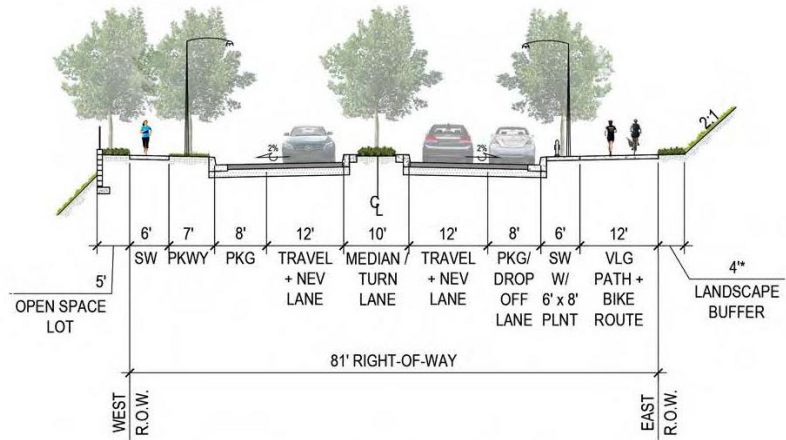 2:1
2%
2%
CL
6'
7'
8'
12'
10'
12'
8'
6'
12'
SW
PKWY
PKG
TRAVEL
+ NEV
LANE
MEDIAN /
TURN
LANE
TRAVEL
+ NEV
LANE
PKG/
DROP
OFF
LANE
SW
W/
6' x 8'
PLNT
VLG
PATH +
BIKE
ROUTE
5'
OPEN SPACE
LOT
4'*
LANDSCAPE
BUFFER
81' RIGHT-OF-WAY
WEST
R.O.W.
EAST
R.O.W.